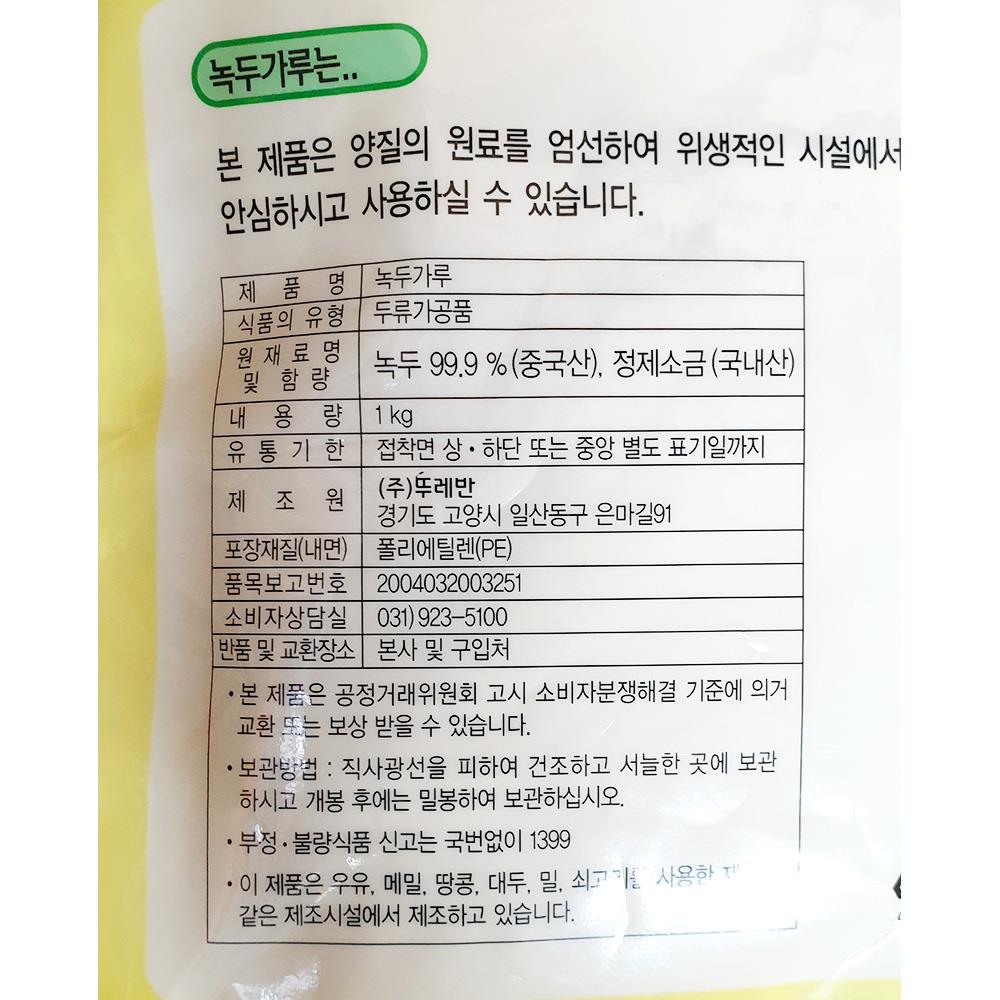 녹두가루는..
본 제품은 양질의 원료를 엄선하여 위생적인 시설에서
안심하시고 사용하실 수 있습니다.
제 품 명 녹두가루
식품의 유형 두류가공품
원 재 료 명 및 함 량 녹두 99.9 % (중국산), 정제소금 (국내산)
내 용 량 1 kg
유 통 기 한 접착면 상·하단 또는 중앙 별도 표기일까지
제 조 원 (주)뚜레반
경기도 고양시 일산동구 은마길91
포장재질(내면) 폴리에틸렌(PE)
품목보고번호 2004032003251
소비자상담실 031) 923-5100
반품 및 교환장소 본사 및 구입처
• 본 제품은 공정거래위원회 고시 소비자분쟁해결 기준에 의거
교환 또는 보상 받을 수 있습니다.
• 보관방법 : 직사광선을 피하여 건조하고 서늘한 곳에 보관
하시고 개봉 후에는 밀봉하여 보관하십시오.
• 부정·불량식품 신고는 국번없이 1399
• 이 제품은 우유, 메밀, 땅콩, 대두, 밀, 쇠고기를 사용한
같은 제조시설에서 제조하고 있습니다.